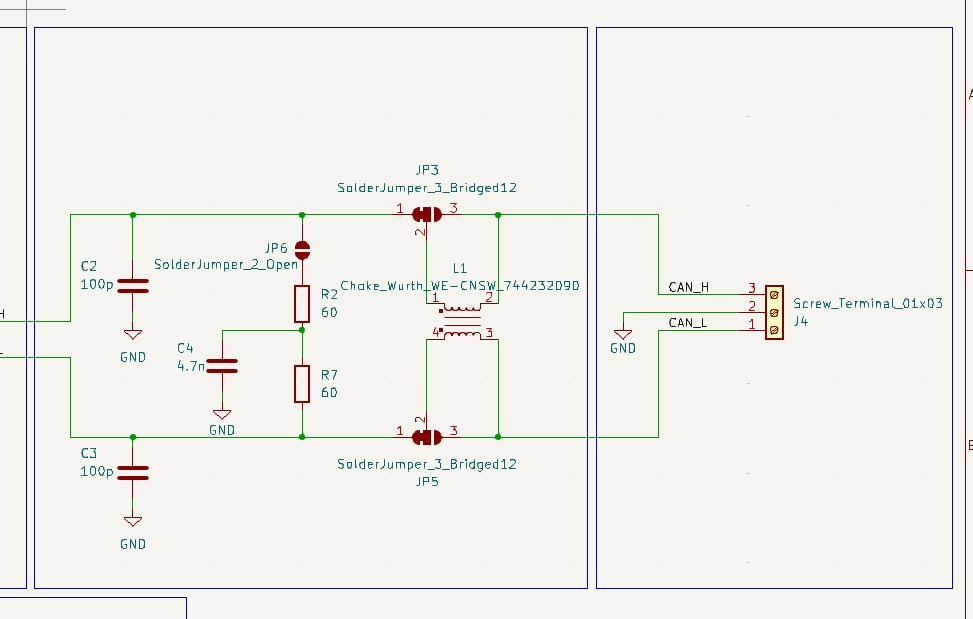 A
JP3
SolderJumper_3_Bridged12
1
3
2
JP6
SolderJumper_2_Open
C2
100p
L1
Choke_Wurth_WE-CNSW_744232090
R2
60
1
2
CAN_H
3
Screw_Terminal_01x03
2
J4
H
CAN_L
1
4
3
GND
GND
C4
4.7n
R7
60
L
GND
2
1
3
B
C3
100p
SolderJumper_3_Bridged12
JP5
GND